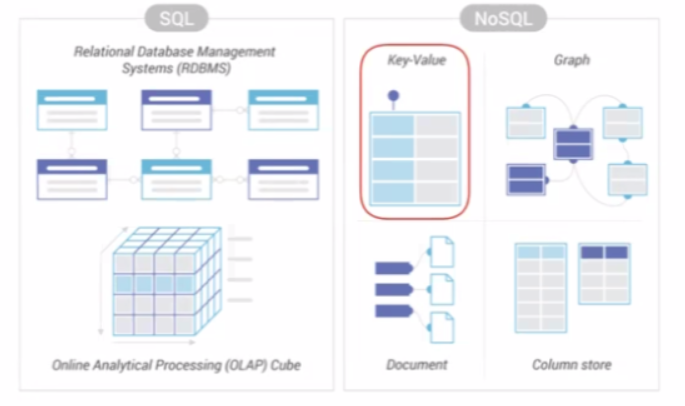 SQL
Relational Database Management
Systems (RDBMS)
Online Analytical Processing (OLAP) Cube
NoSQL
Key-Value
Graph
Document
Column store